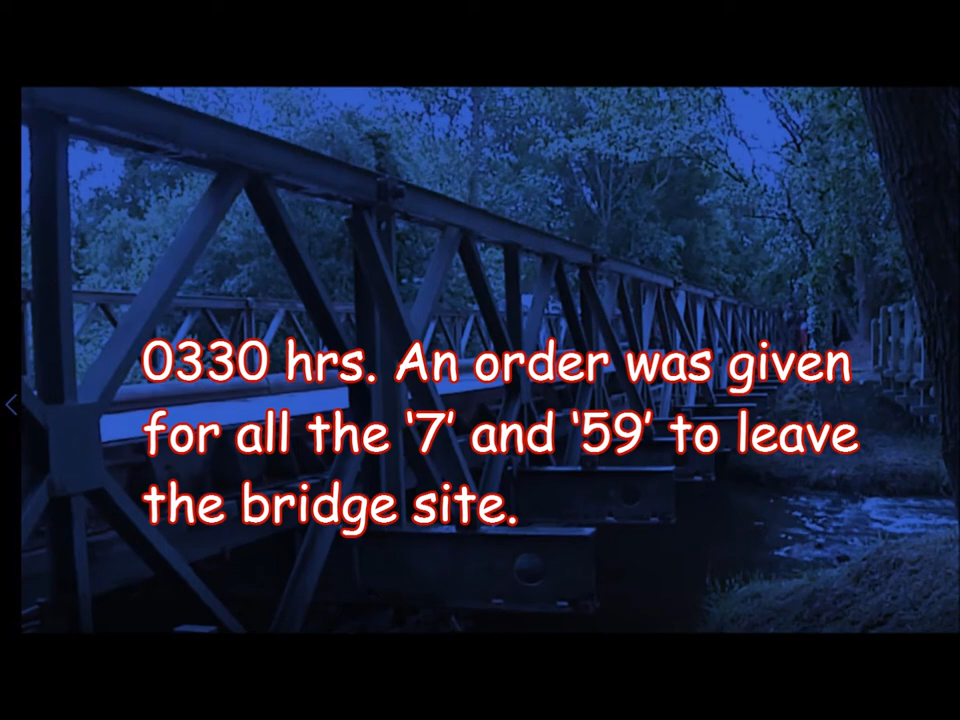 0330 hrs. An order was given
for all the ‘7’ and ‘59’ to leave
the bridge site.